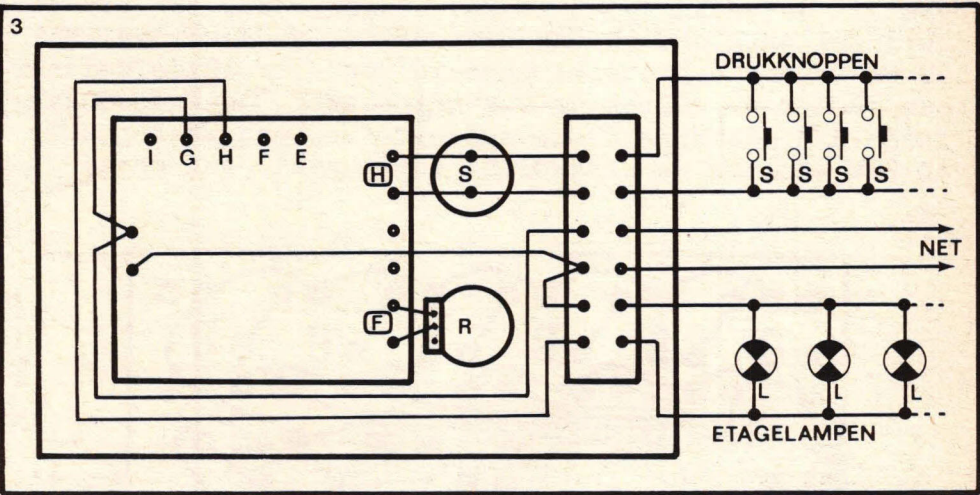 3
DRUKKNOPPEN
I G H F E
H
S
S S S S
NET
F
R
L L L
ETAGELAMPEN